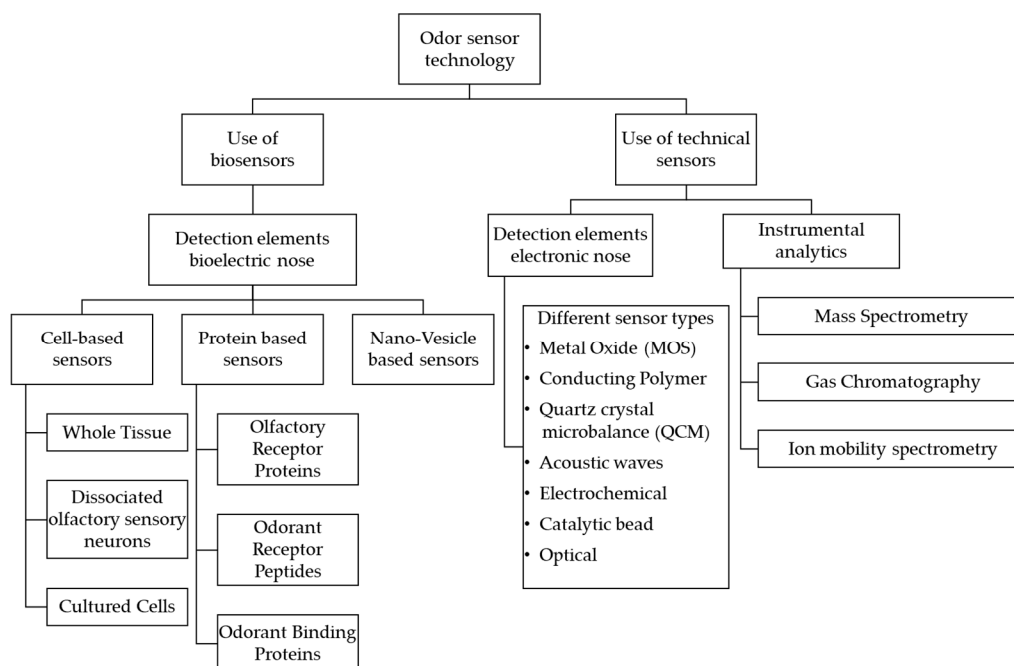 Odor sensor
technology
Use of
biosensors
Use of technical
sensors
Detection elements
bioelectric nose
Detection elements
electronic nose
Instrumental
analytics
Cell-based
sensors
Protein based
sensors
Nano-Vesicle
based sensors
Whole Tissue
Dissociated
olfactory sensory
neurons
Cultured Cells
Olfactory
Receptor
Proteins
Odorant
Receptor
Peptides
Odorant Binding
Proteins
Different sensor types
• Metal Oxide (MOS)
• Conducting Polymer
• Quartz crystal
microbalance (QCM)
• Acoustic waves
• Electrochemical
• Catalytic bead
• Optical
Mass Spectrometry
Gas Chromatography
Ion mobility spectrometry